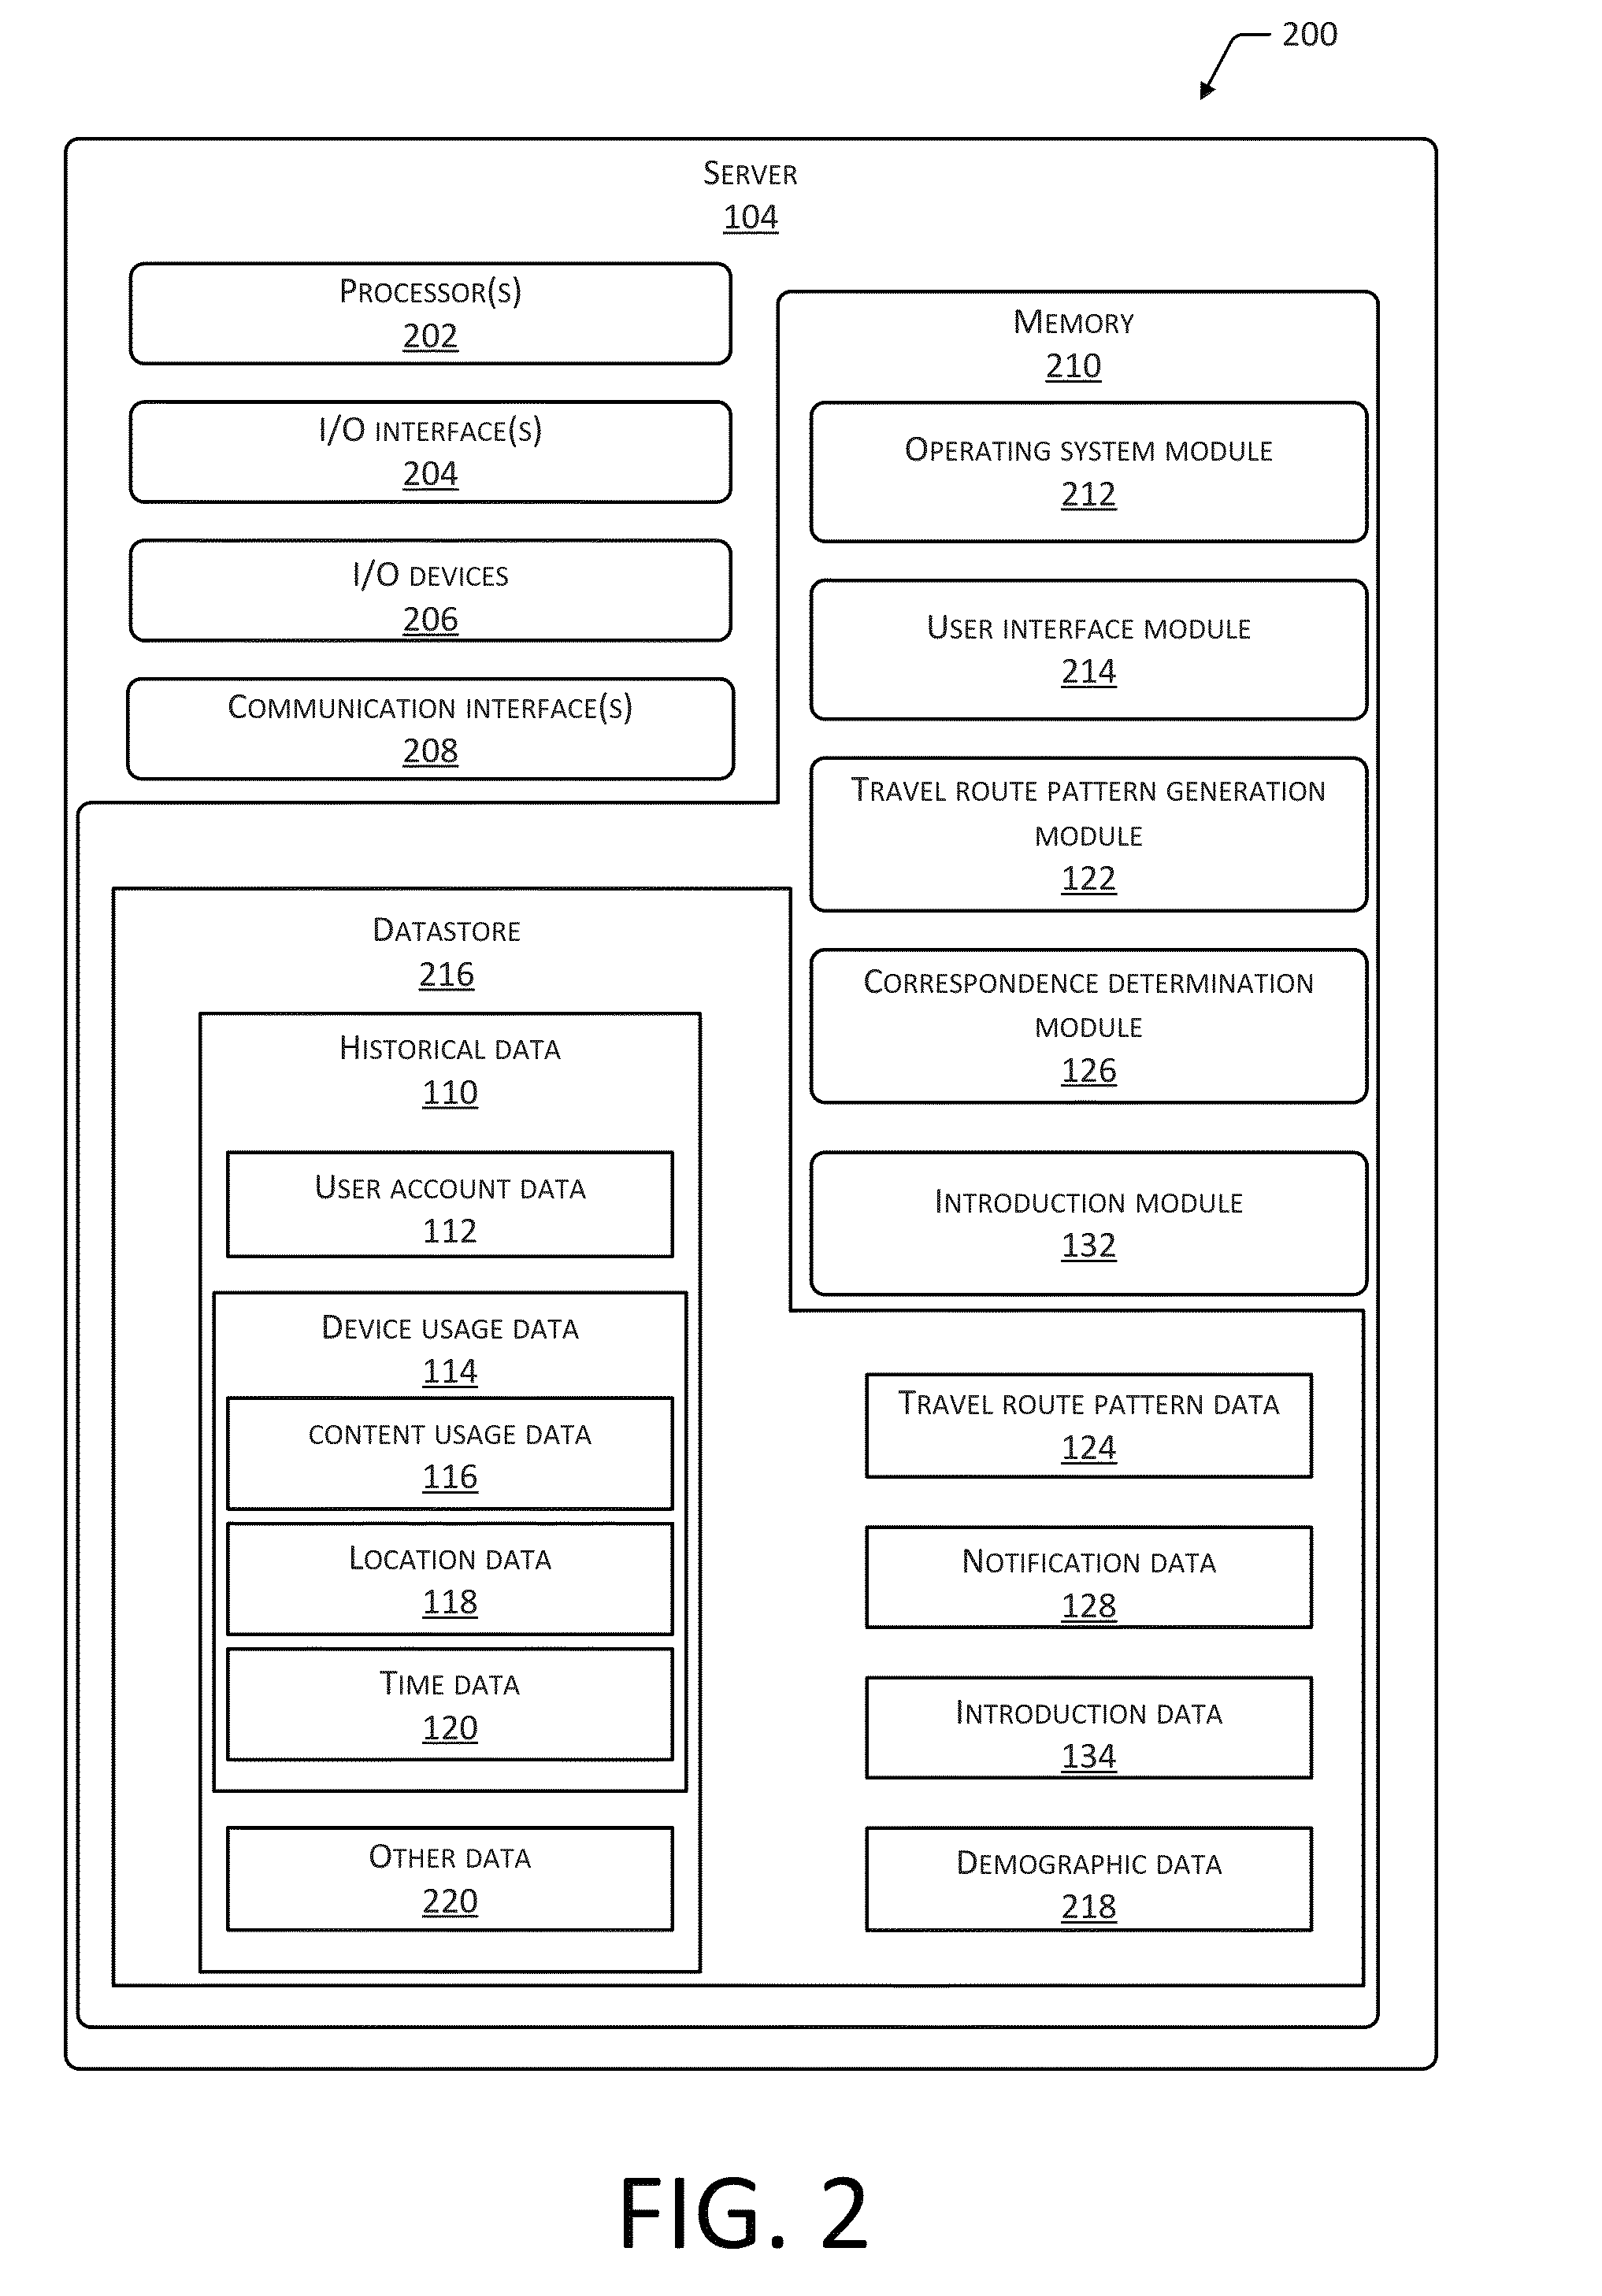 200
SERVER
104
PROCESSOR(S)
202
I/O INTERFACE(S)
204
I/O DEVICES
206
COMMUNICATION INTERFACE(S)
208
MEMORY
210
OPERATING SYSTEM MODULE
212
USER INTERFACE MODULE
214
TRAVEL ROUTE PATTERN GENERATION
MODULE
122
CORRESPONDENCE DETERMINATION
MODULE
126
INTRODUCTION MODULE
132
DATASTORE
216
HISTORICAL DATA
110
USER ACCOUNT DATA
112
DEVICE USAGE DATA
114
CONTENT USAGE DATA
116
LOCATION DATA
118
TIME DATA
120
OTHER DATA
220
TRAVEL ROUTE PATTERN DATA
124
NOTIFICATION DATA
128
INTRODUCTION DATA
134
DEMOGRAPHIC DATA
218
FIG. 2